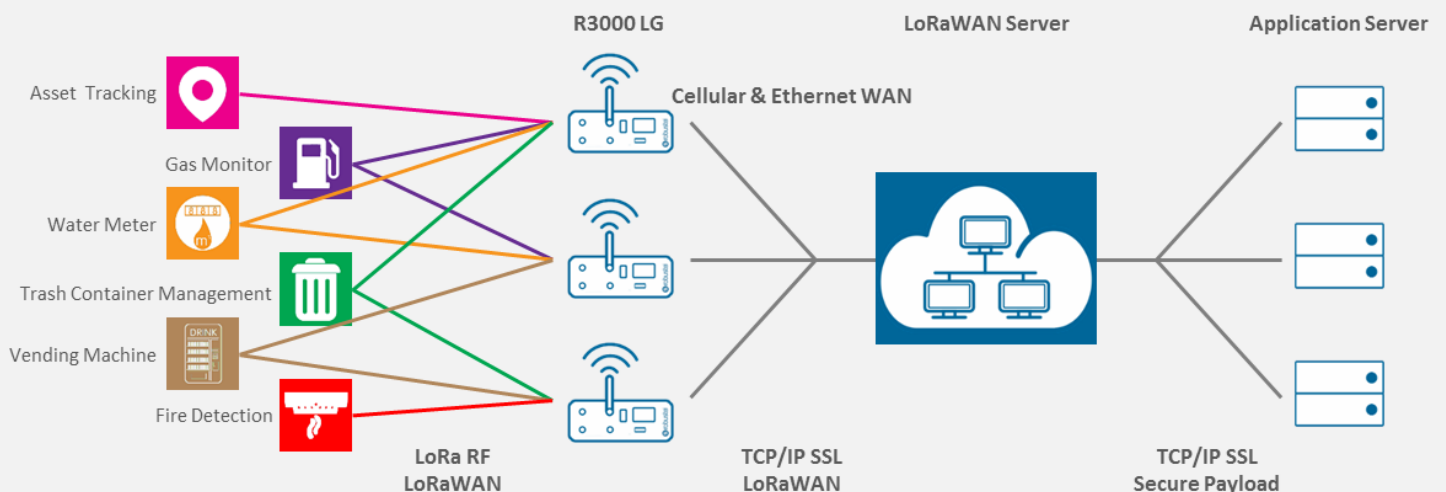 R3000 LG
LoRaWAN Server
Application Server
Asset Tracking
Cellular & Ethernet WAN
Gas Monitor
Water Meter
m
Trash Container Management
DRINK
Vending Machine
Fire Detection
LoRa RF
LoRaWAN
TCP/IP SSL
LoRaWAN
TCP/IP SSL
Secure Payload